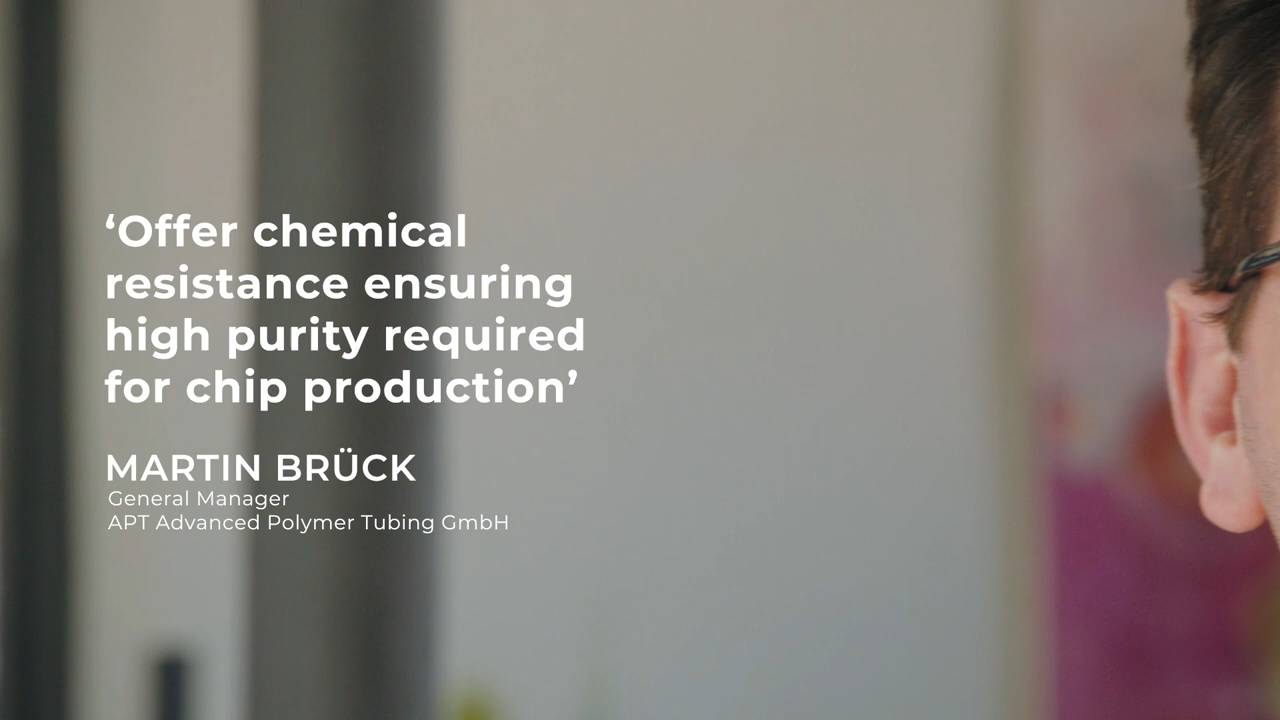 ‘Offer chemical
resistance ensuring
high purity required
for chip production’
MARTIN BRÜCK
General Manager
APT Advanced Polymer Tubing GmbH